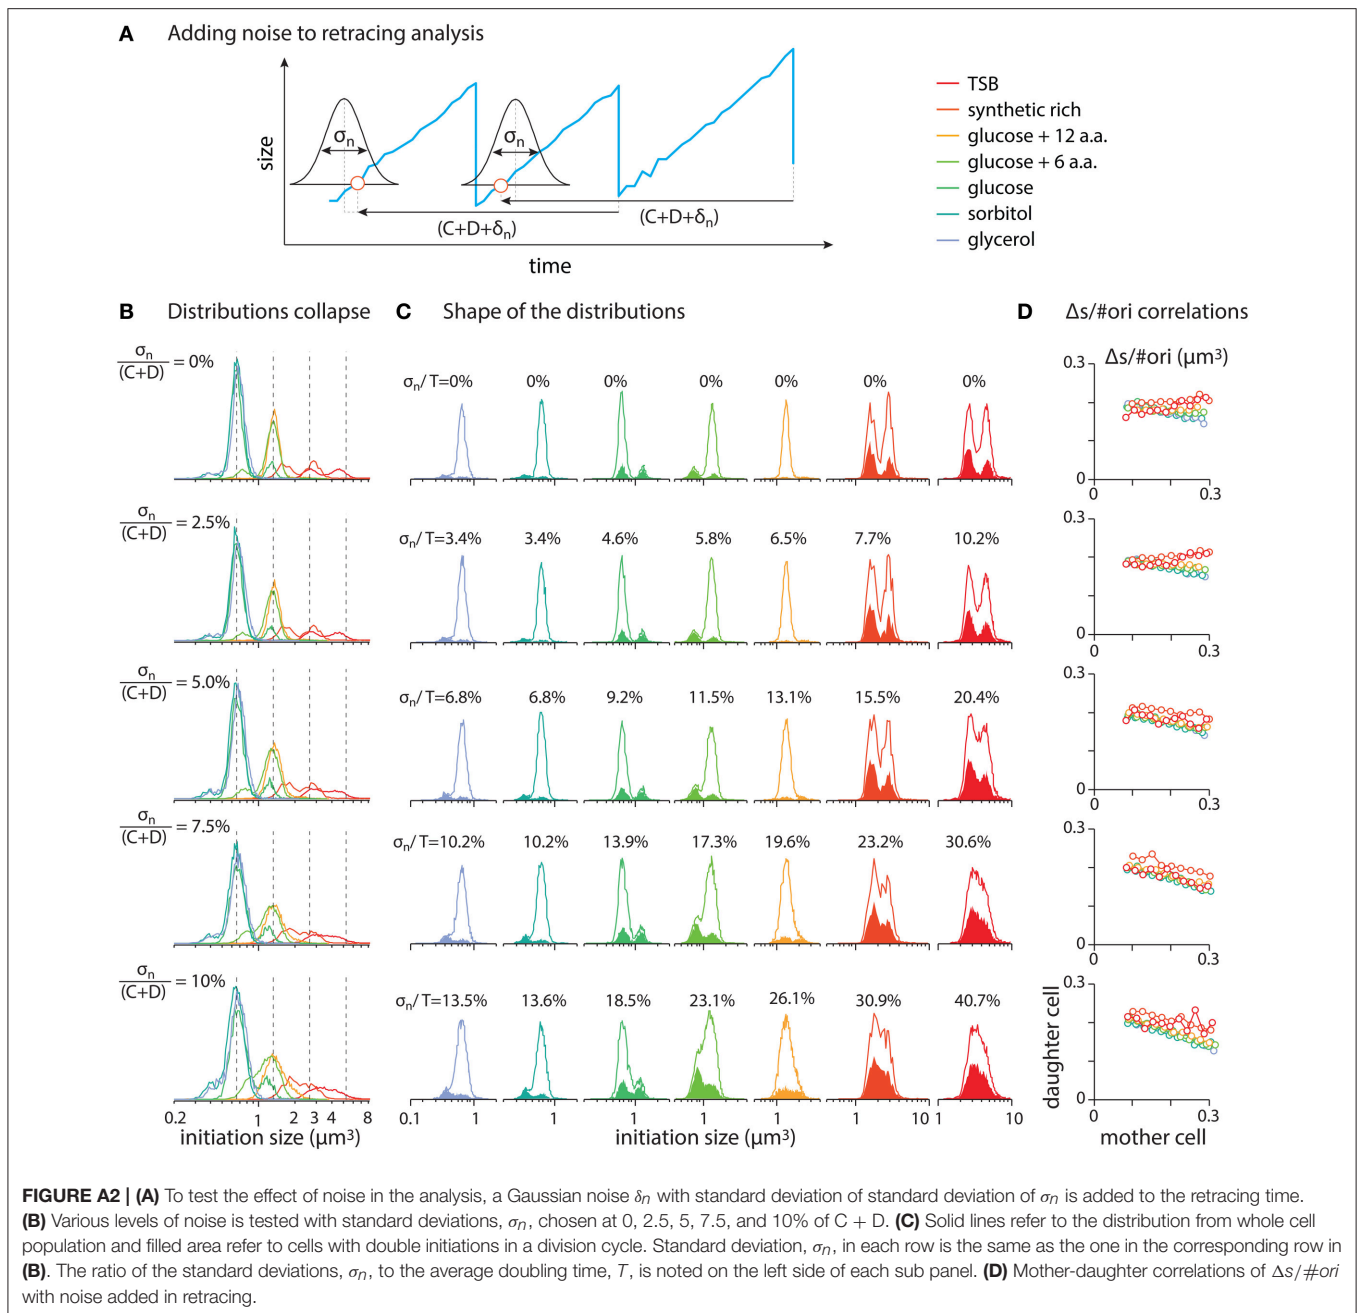 A Adding noise to retracing analysis
size
σn
σn
(C+D+δn)
(C+D+δn)
time
TSB
synthetic rich
glucose + 12 a.a.
glucose + 6 a.a.
glucose
sorbitol
glycerol
B Distributions collapse
σn/(C+D) = 0%
σn/(C+D) = 2.5%
σn/(C+D) = 5.0%
σn/(C+D) = 7.5%
σn/(C+D) = 10%
0.2 1 2 3 4 8
initiation size (μm³)
C Shape of the distributions
σn/T=0% 0% 0% 0% 0% 0% 0%
σn/T=3.4% 3.4% 4.6% 5.8% 6.5% 7.7% 10.2%
σn/T=6.8% 6.8% 9.2% 11.5% 13.1% 15.5% 20.4%
σn/T=10.2% 10.2% 13.9% 17.3% 19.6% 23.2% 30.6%
σn/T=13.5% 13.6% 18.5% 23.1% 26.1% 30.9% 40.7%
0.1 1 1 1 1 1 1 10 1 10
initiation size (μm³)
D Δs/#ori correlations
Δs/#ori (μm³)
0.3
0
0 0.3
0.3
0
0 0.3
0.3
0
0 0.3
0.3
0
0 0.3
0.3
0
0 0.3
daughter cell
mother cell
FIGURE A2 | (A) To test the effect of noise in the analysis, a Gaussian noise δn with standard deviation of standard deviation of σn is added to the retracing time.
(B) Various levels of noise is tested with standard deviations, σn, chosen at 0, 2.5, 5, 7.5, and 10% of C + D. (C) Solid lines refer to the distribution from whole cell
population and filled area refer to cells with double initiations in a division cycle. Standard deviation, σn, in each row is the same as the one in the corresponding row in
(B). The ratio of the standard deviations, σn, to the average doubling time, T, is noted on the left side of each sub panel. (D) Mother-daughter correlations of Δs/#ori
with noise added in retracing.